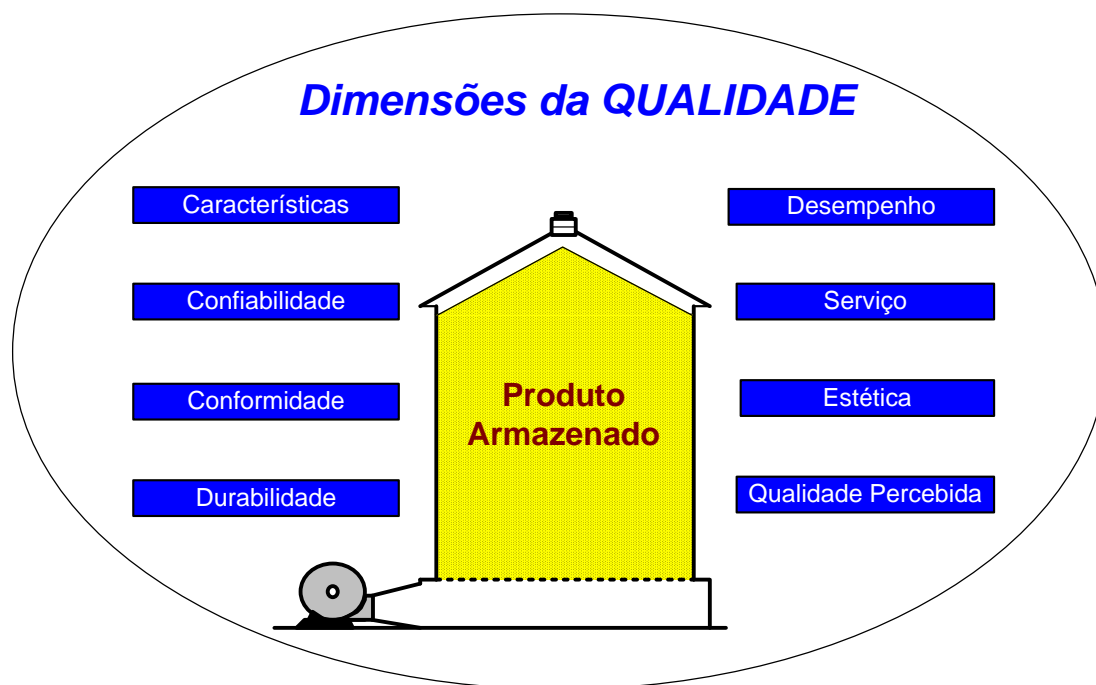 Dimensões da QUALIDADE
Características
Desempenho
Confiabilidade
Serviço
Conformidade
Estética
Produto
Armazenado
Durabilidade
Qualidade Percebida